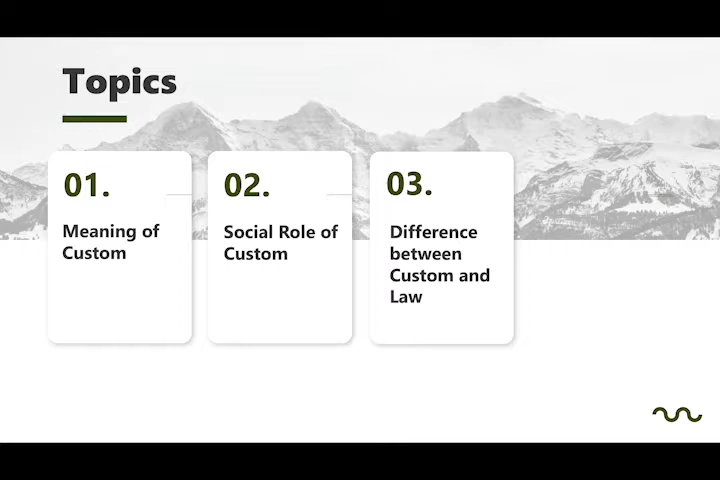 Topics
01.
Meaning of
Custom
02.
Social Role of
Custom
03.
Difference
between
Custom and
Law